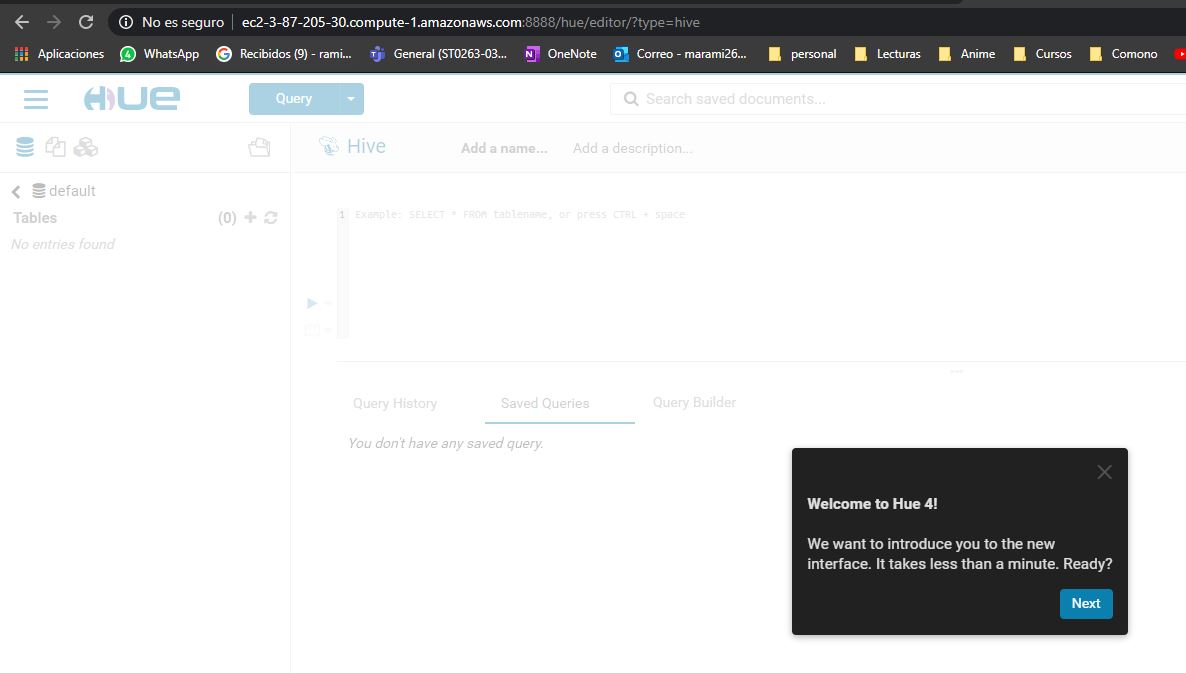 No es seguro ec2-3-87-205-30.compute-1.amazonaws.com:8888/hue/editor/?type=hive
Aplicaciones WhatsApp Recibidos (9) - rami... General (ST0263-03... OneNote Correo - marami26... personal Lecturas Anime Cursos Comono
HUE Query Search saved documents...
Hive Add a name... Add a description...
default
Tables (0)
No entries found
1 Example: SELECT * FROM tablename, or press CTRL + space
Query History Saved Queries Query Builder
You don't have any saved query.
Welcome to Hue 4!
We want to introduce you to the new
interface. It takes less than a minute. Ready?
Next